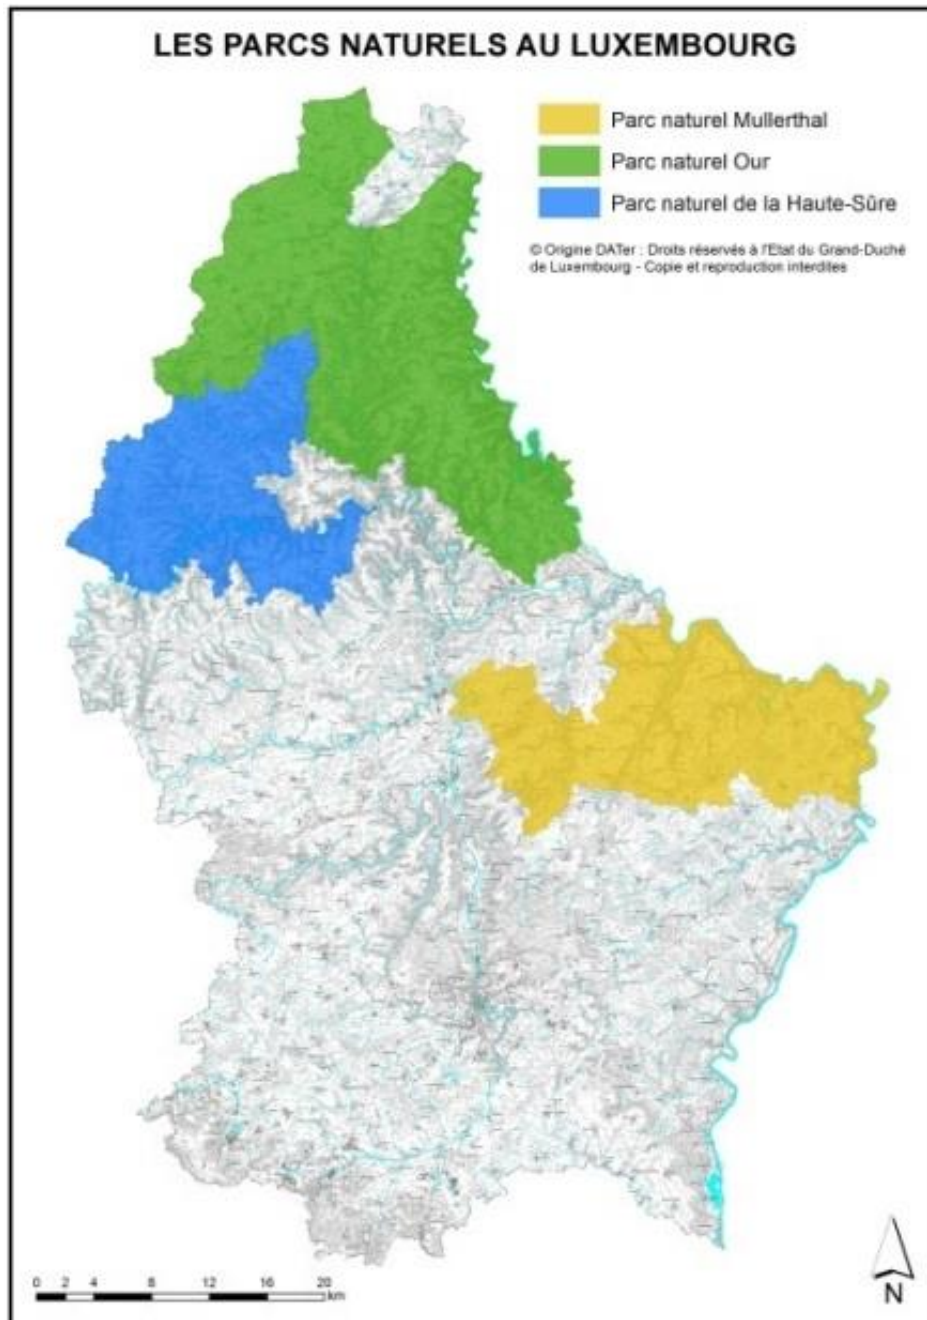 LES PARCS NATURELS AU LUXEMBOURG
Parc naturel Mullerthal
Parc naturel Our
Parc naturel de la Haute-Sûre
© Origine DATer : Droits réservés à l'Etat du Grand-Duché
de Luxembourg - Copie et reproduction interdites
0 2 4 8 12 16 20
km
N